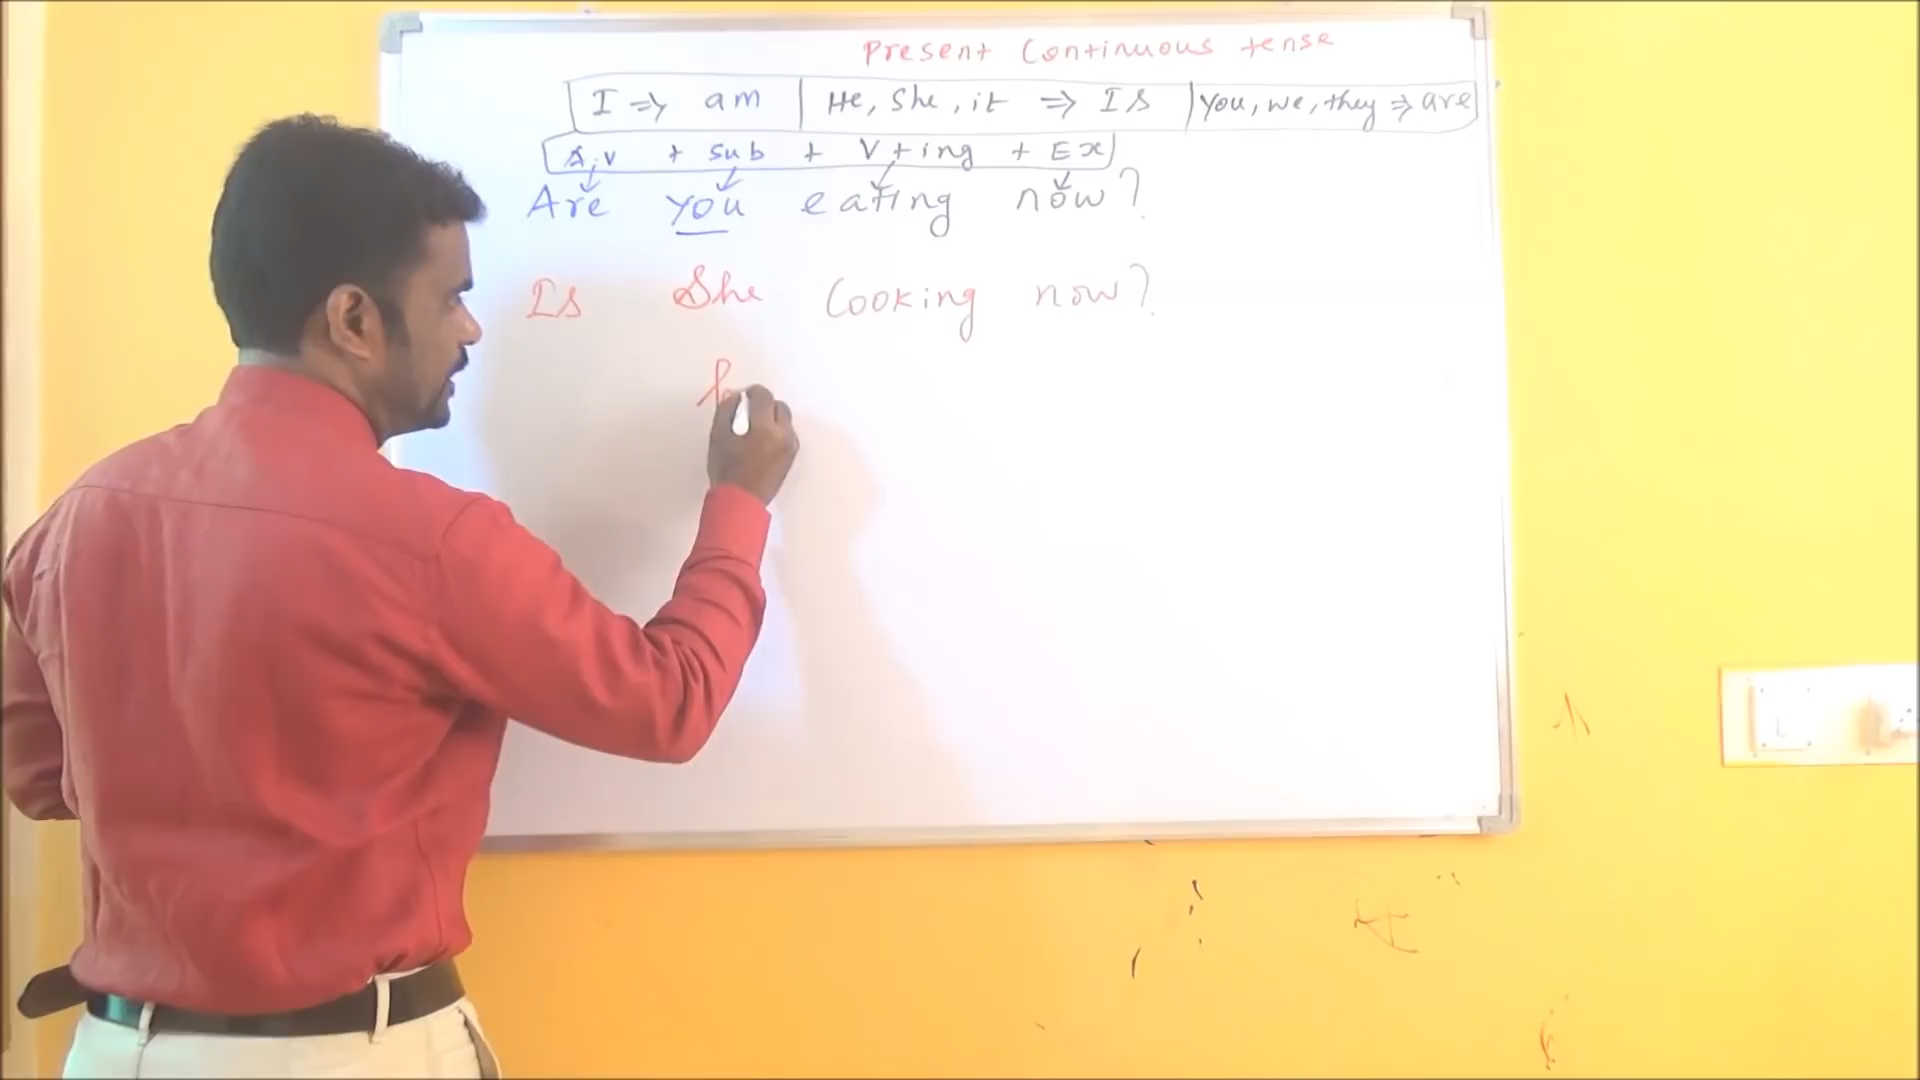 Present Continuous tense
I => am | He, She, it => Is | you, we, they => are
A.v + sub + V+ing + Ex
Are you eating now?
Is She Cooking now?